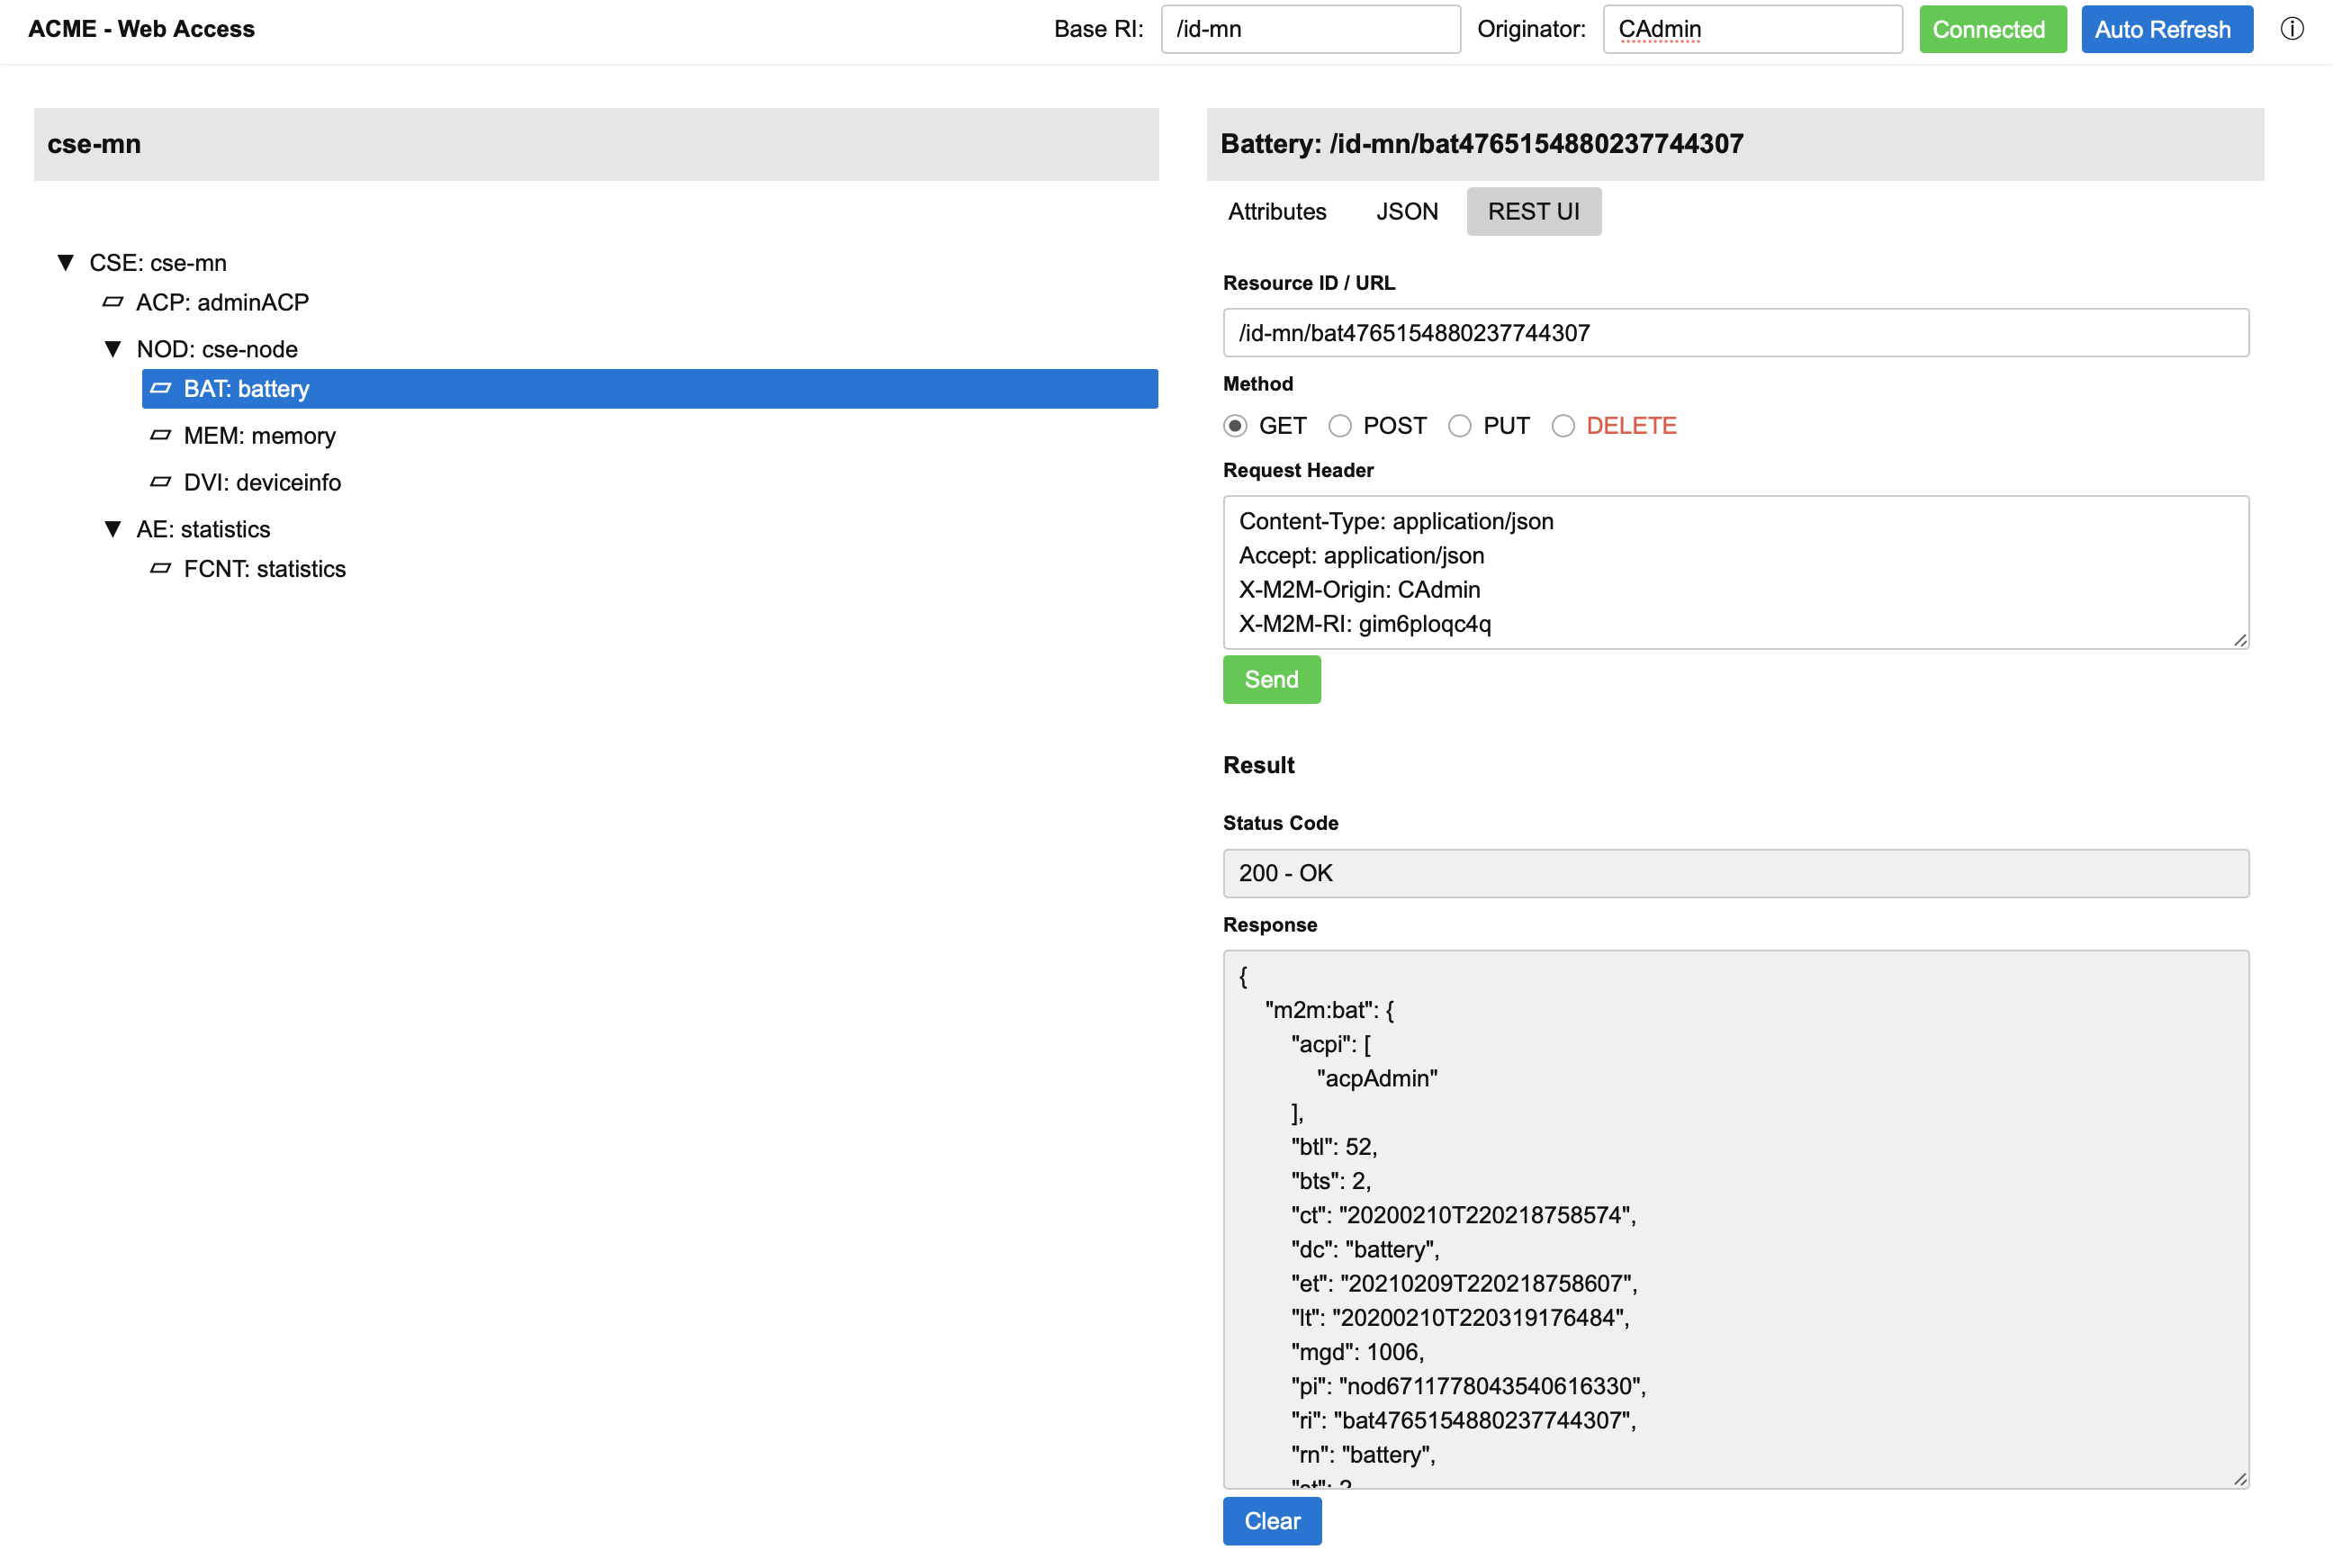 ACME - Web Access
Base RI: /id-mn Originator: CAdmin Connected Auto Refresh
cse-mn
CSE: cse-mn
ACP: adminACP
NOD: cse-node
BAT: battery
MEM: memory
DVI: deviceinfo
AE: statistics
FCNT: statistics
Battery: /id-mn/bat4765154880237744307
Attributes JSON REST UI
Resource ID / URL
/id-mn/bat4765154880237744307
Method
GET POST PUT DELETE
Request Header
Content-Type: application/json
Accept: application/json
X-M2M-Origin: CAdmin
X-M2M-RI: gim6ploqc4q
Send
Result
Status Code
200 - OK
Response
{
"m2m:bat": {
"acpi": [
"acpAdmin"
],
"btl": 52,
"bts": 2,
"ct": "20200210T220218758574",
"dc": "battery",
"et": "20210209T220218758607",
"lt": "20200210T220319176484",
"mgd": 1006,
"pi": "nod6711778043540616330",
"ri": "bat4765154880237744307",
"rn": "battery",
Clear